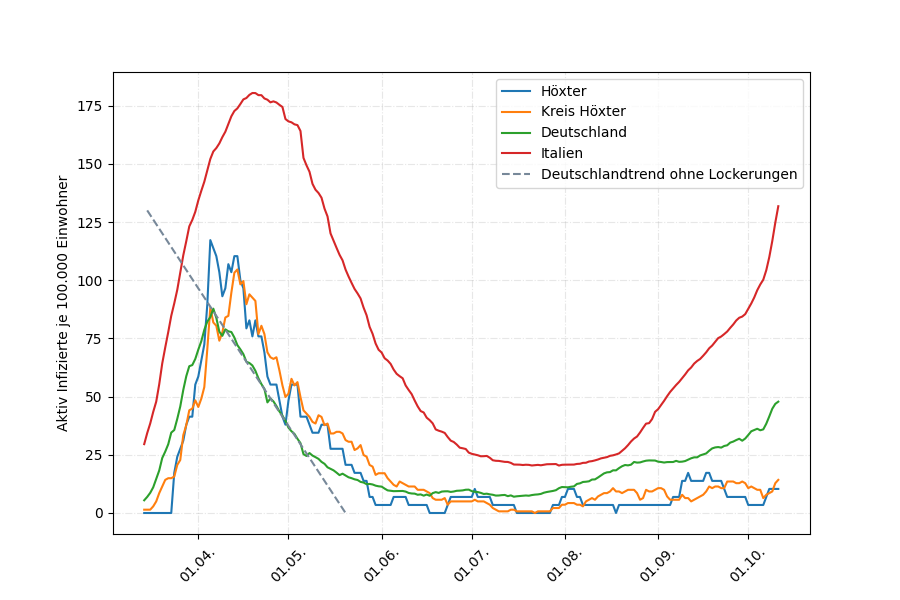 Höxter
Kreis Höxter
Deutschland
Italien
Deutschlandtrend ohne Lockerungen
Aktiv Infizierte je 100.000 Einwohner
175
150
125
100
75
50
25
0
01.04. 01.05. 01.06. 01.07. 01.08. 01.09. 01.10.